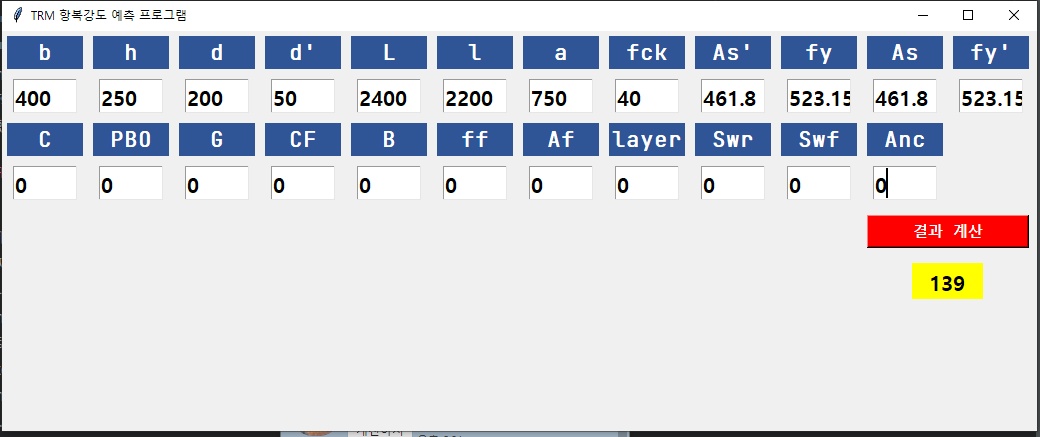 TRM 항복강도 예측 프로그램
b h d d' L l a fck As' fy As fy'
400 250 200 50 2400 2200 750 40 461.8 523.15 461.8 523.15
C PBO G CF B ff Af layer Swr Swf Anc
0 0 0 0 0 0 0 0 0 0 0
결과 계산
139